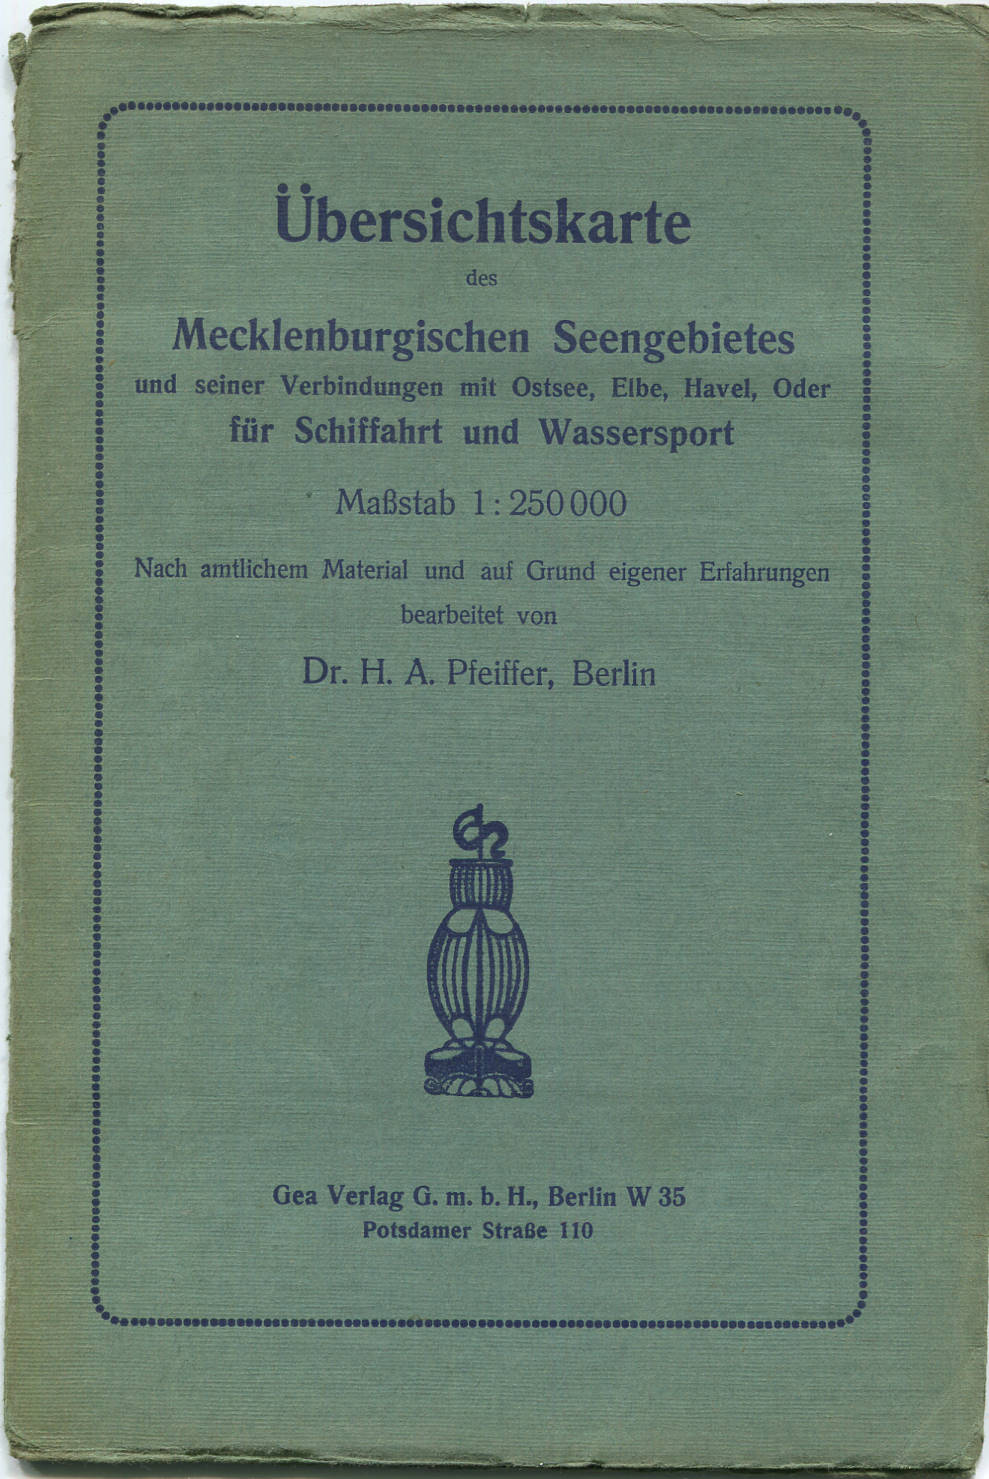 Übersichtskarte
des
Mecklenburgischen Seengebietes
und seiner Verbindungen mit Ostsee, Elbe, Havel, Oder
für Schiffahrt und Wassersport
Maßstab 1:250000
Nach amtlichem Material und auf Grund eigener Erfahrungen
bearbeitet von
Dr. H. A. Pfeiffer, Berlin
Gea Verlag G. m. b. H., Berlin W 35
Potsdamer Straße 110